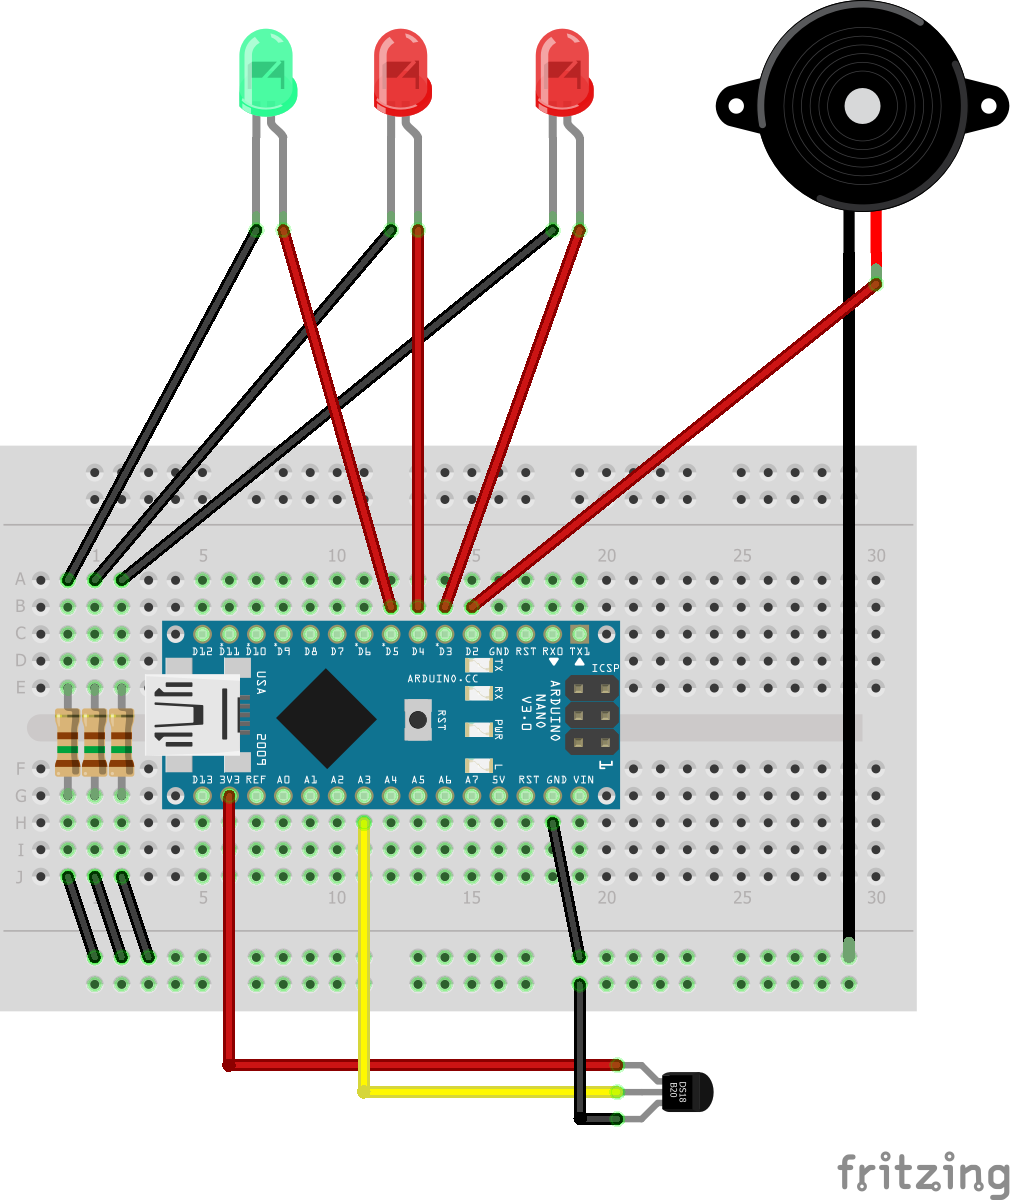 1 5 10 15 20 25 30
A
B
C
D
E
F
G
H
I
J
D12 D11 D10 D9 D8 D7 D6 D5 D4 D3 D2 GND RST RX0 TX1
ICSP
ARDUINO.CC
USA
2009
RST
TX
RX
PWR
L
ARDUINO
NANO
V3.0
1
D13 3V3 REF A0 A1 A2 A3 A4 A5 A6 A7 5V RST GND VIN
5 10 15 20 25 30
DS18
B20
fritzing